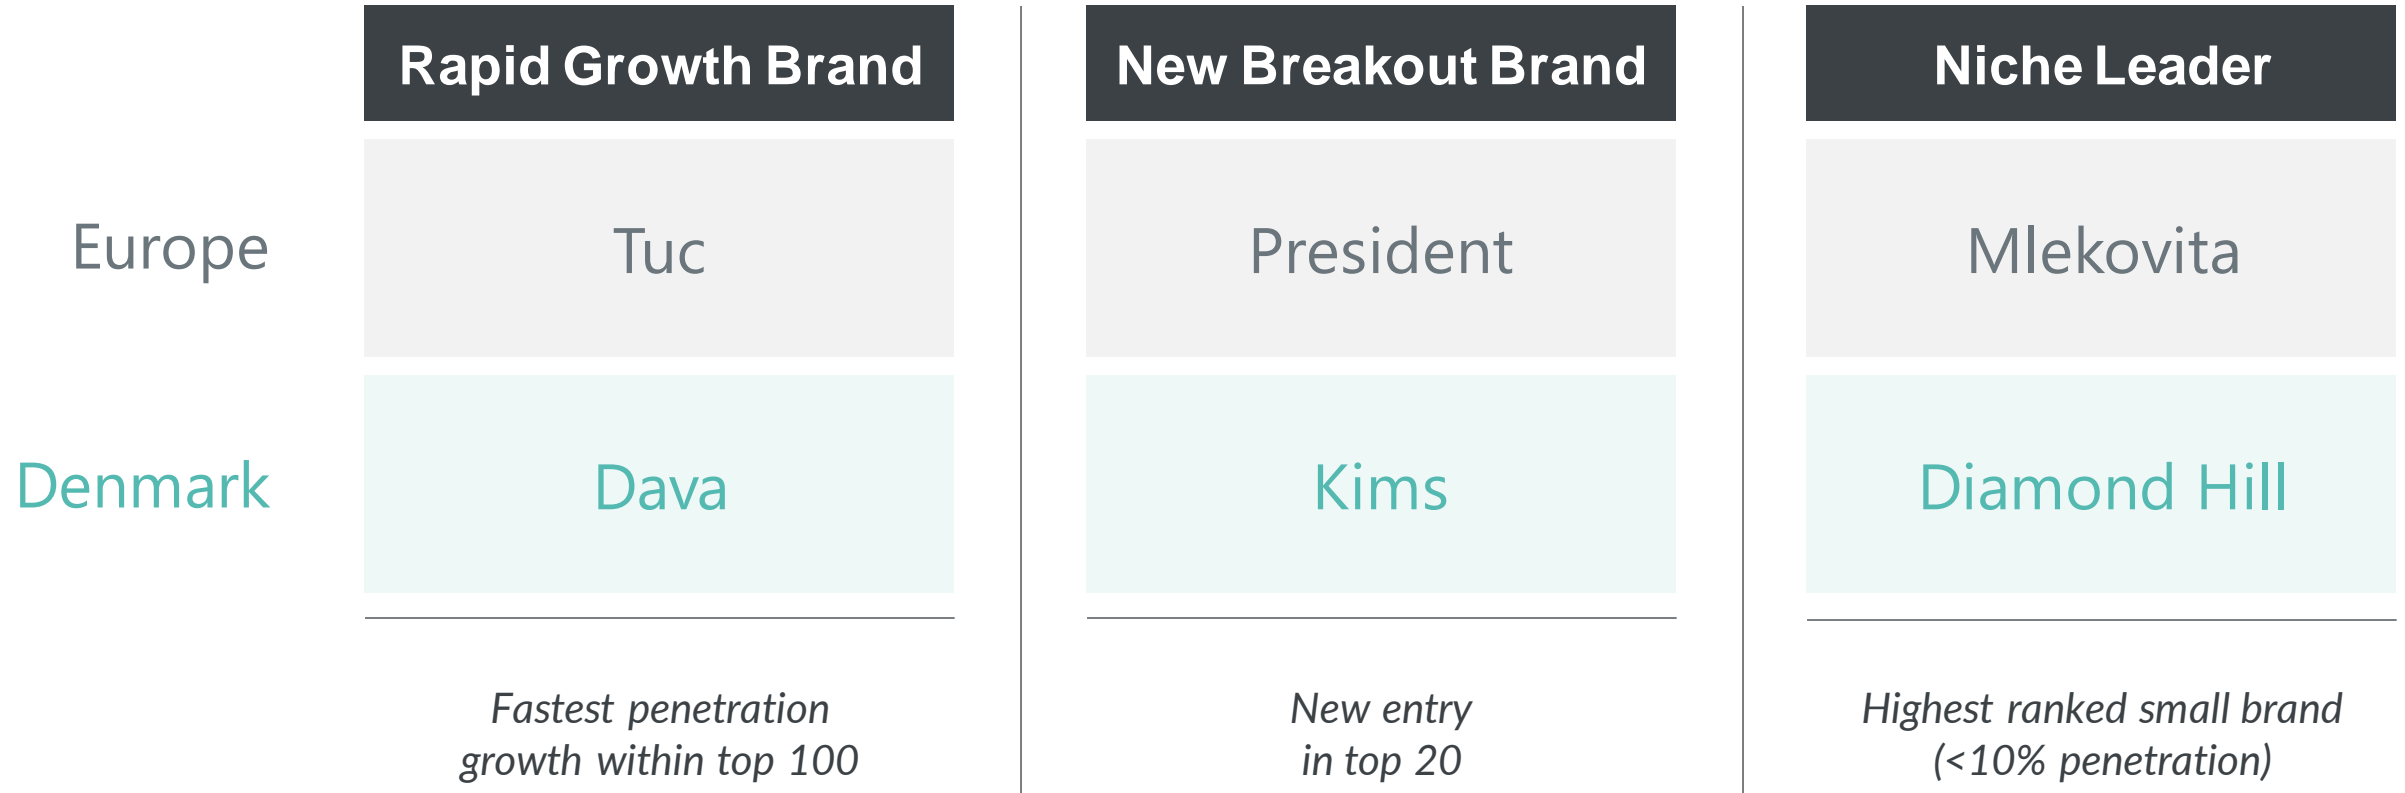 Rapid Growth Brand
New Breakout Brand
Niche Leader
Europe
Tuc
President
Mlekovita
Denmark
Dava
Kims
Diamond Hill
Fastest penetration
growth within top 100
New entry
in top 20
Highest ranked small brand
(<10% penetration)